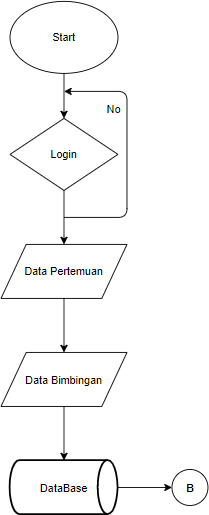 Start
No
Login
Data Pertemuan
Data Bimbingan
DataBase
B